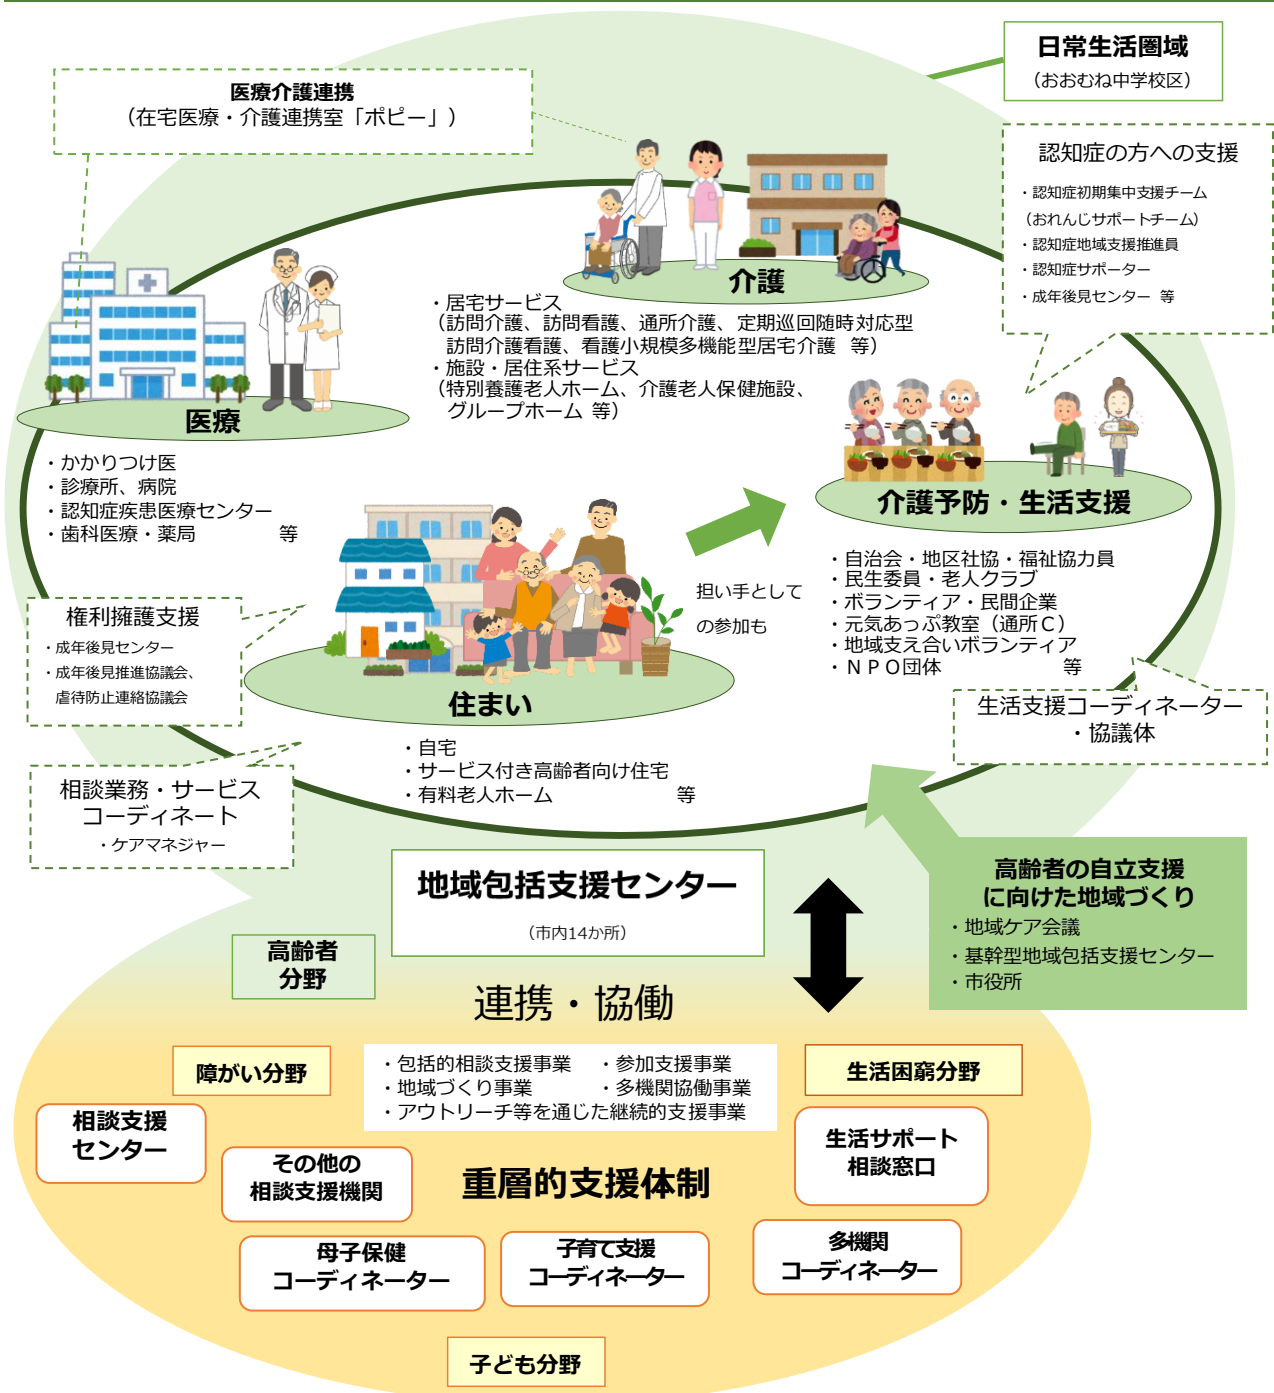 日常生活圏域
（おおむね中学校区）
医療介護連携
（在宅医療・介護連携室「ポピー」）
認知症の方への支援
・認知症初期集中支援チーム
（おれんじサポートチーム）
・認知症地域支援推進員
・認知症サポーター
・成年後見センター 等
介護
・居宅サービス
（訪問介護、訪問看護、通所介護、定期巡回随時対応型
訪問介護看護、看護小規模多機能型居宅介護 等）
・施設・居住系サービス
（特別養護老人ホーム、介護老人保健施設、
グループホーム 等）
医療
・かかりつけ医
・診療所、病院
・認知症疾患医療センター
・歯科医療・薬局 等
介護予防・生活支援
・自治会・地区社協・福祉協力員
・民生委員・老人クラブ
・ボランティア・民間企業
・元気あっぷ教室（通所Ｃ）
・地域支え合いボランティア
・ＮＰＯ団体 等
担い手として
の参加も
権利擁護支援
・成年後見センター
・成年後見推進協議会、
虐待防止連絡協議会
住まい
・自宅
・サービス付き高齢者向け住宅
・有料老人ホーム 等
生活支援コーディネーター
・協議体
相談業務・サービス
コーディネート
・ケアマネジャー
地域包括支援センター
（市内14か所）
高齢者の自立支援
に向けた地域づくり
・地域ケア会議
・基幹型地域包括支援センター
・市役所
高齢者
分野
連携・協働
障がい分野
・包括的相談支援事業 ・参加支援事業
・地域づくり事業 ・多機関協働事業
・アウトリーチ等を通じた継続的支援事業
生活困窮分野
相談支援
センター
その他の
相談支援機関
重層的支援体制
生活サポート
相談窓口
母子保健
コーディネーター
子育て支援
コーディネーター
多機関
コーディネーター
子ども分野